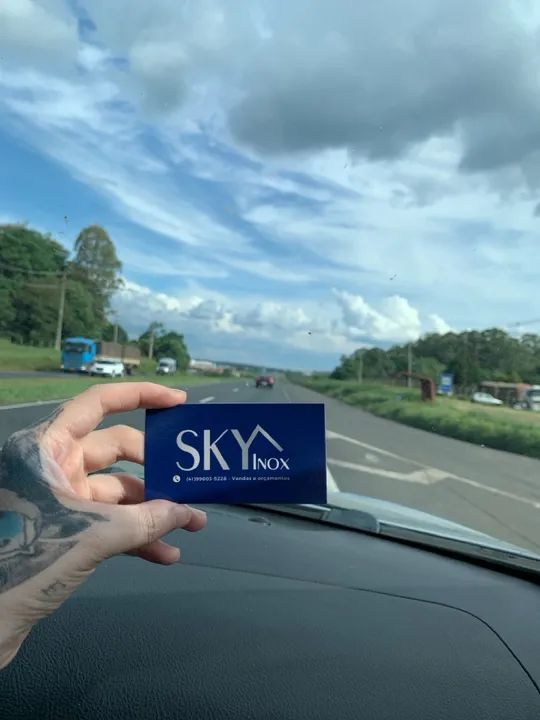 SKY INOX
(41)99603-5228 - Vendas e orçamentos